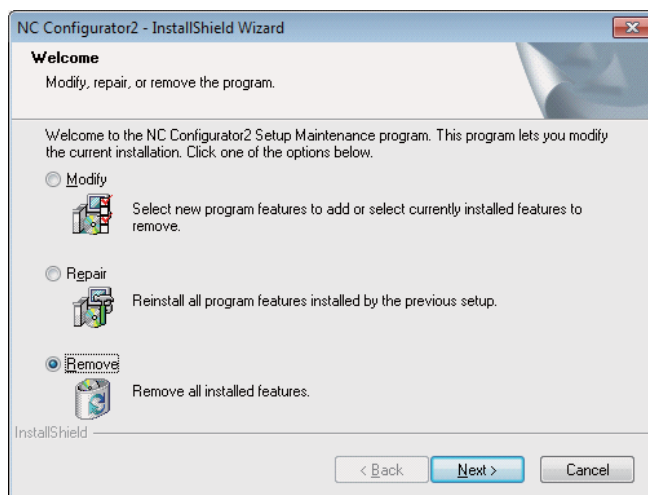 NC Configurator2 - InstallShield Wizard
Welcome
Modify, repair, or remove the program.
Welcome to the NC Configurator2 Setup Maintenance program. This program lets you modify
the current installation. Click one of the options below.
Modify
Select new program features to add or select currently installed features to
remove.
Repair
Reinstall all program features installed by the previous setup.
Remove
Remove all installed features.
InstallShield
< Back
Next >
Cancel